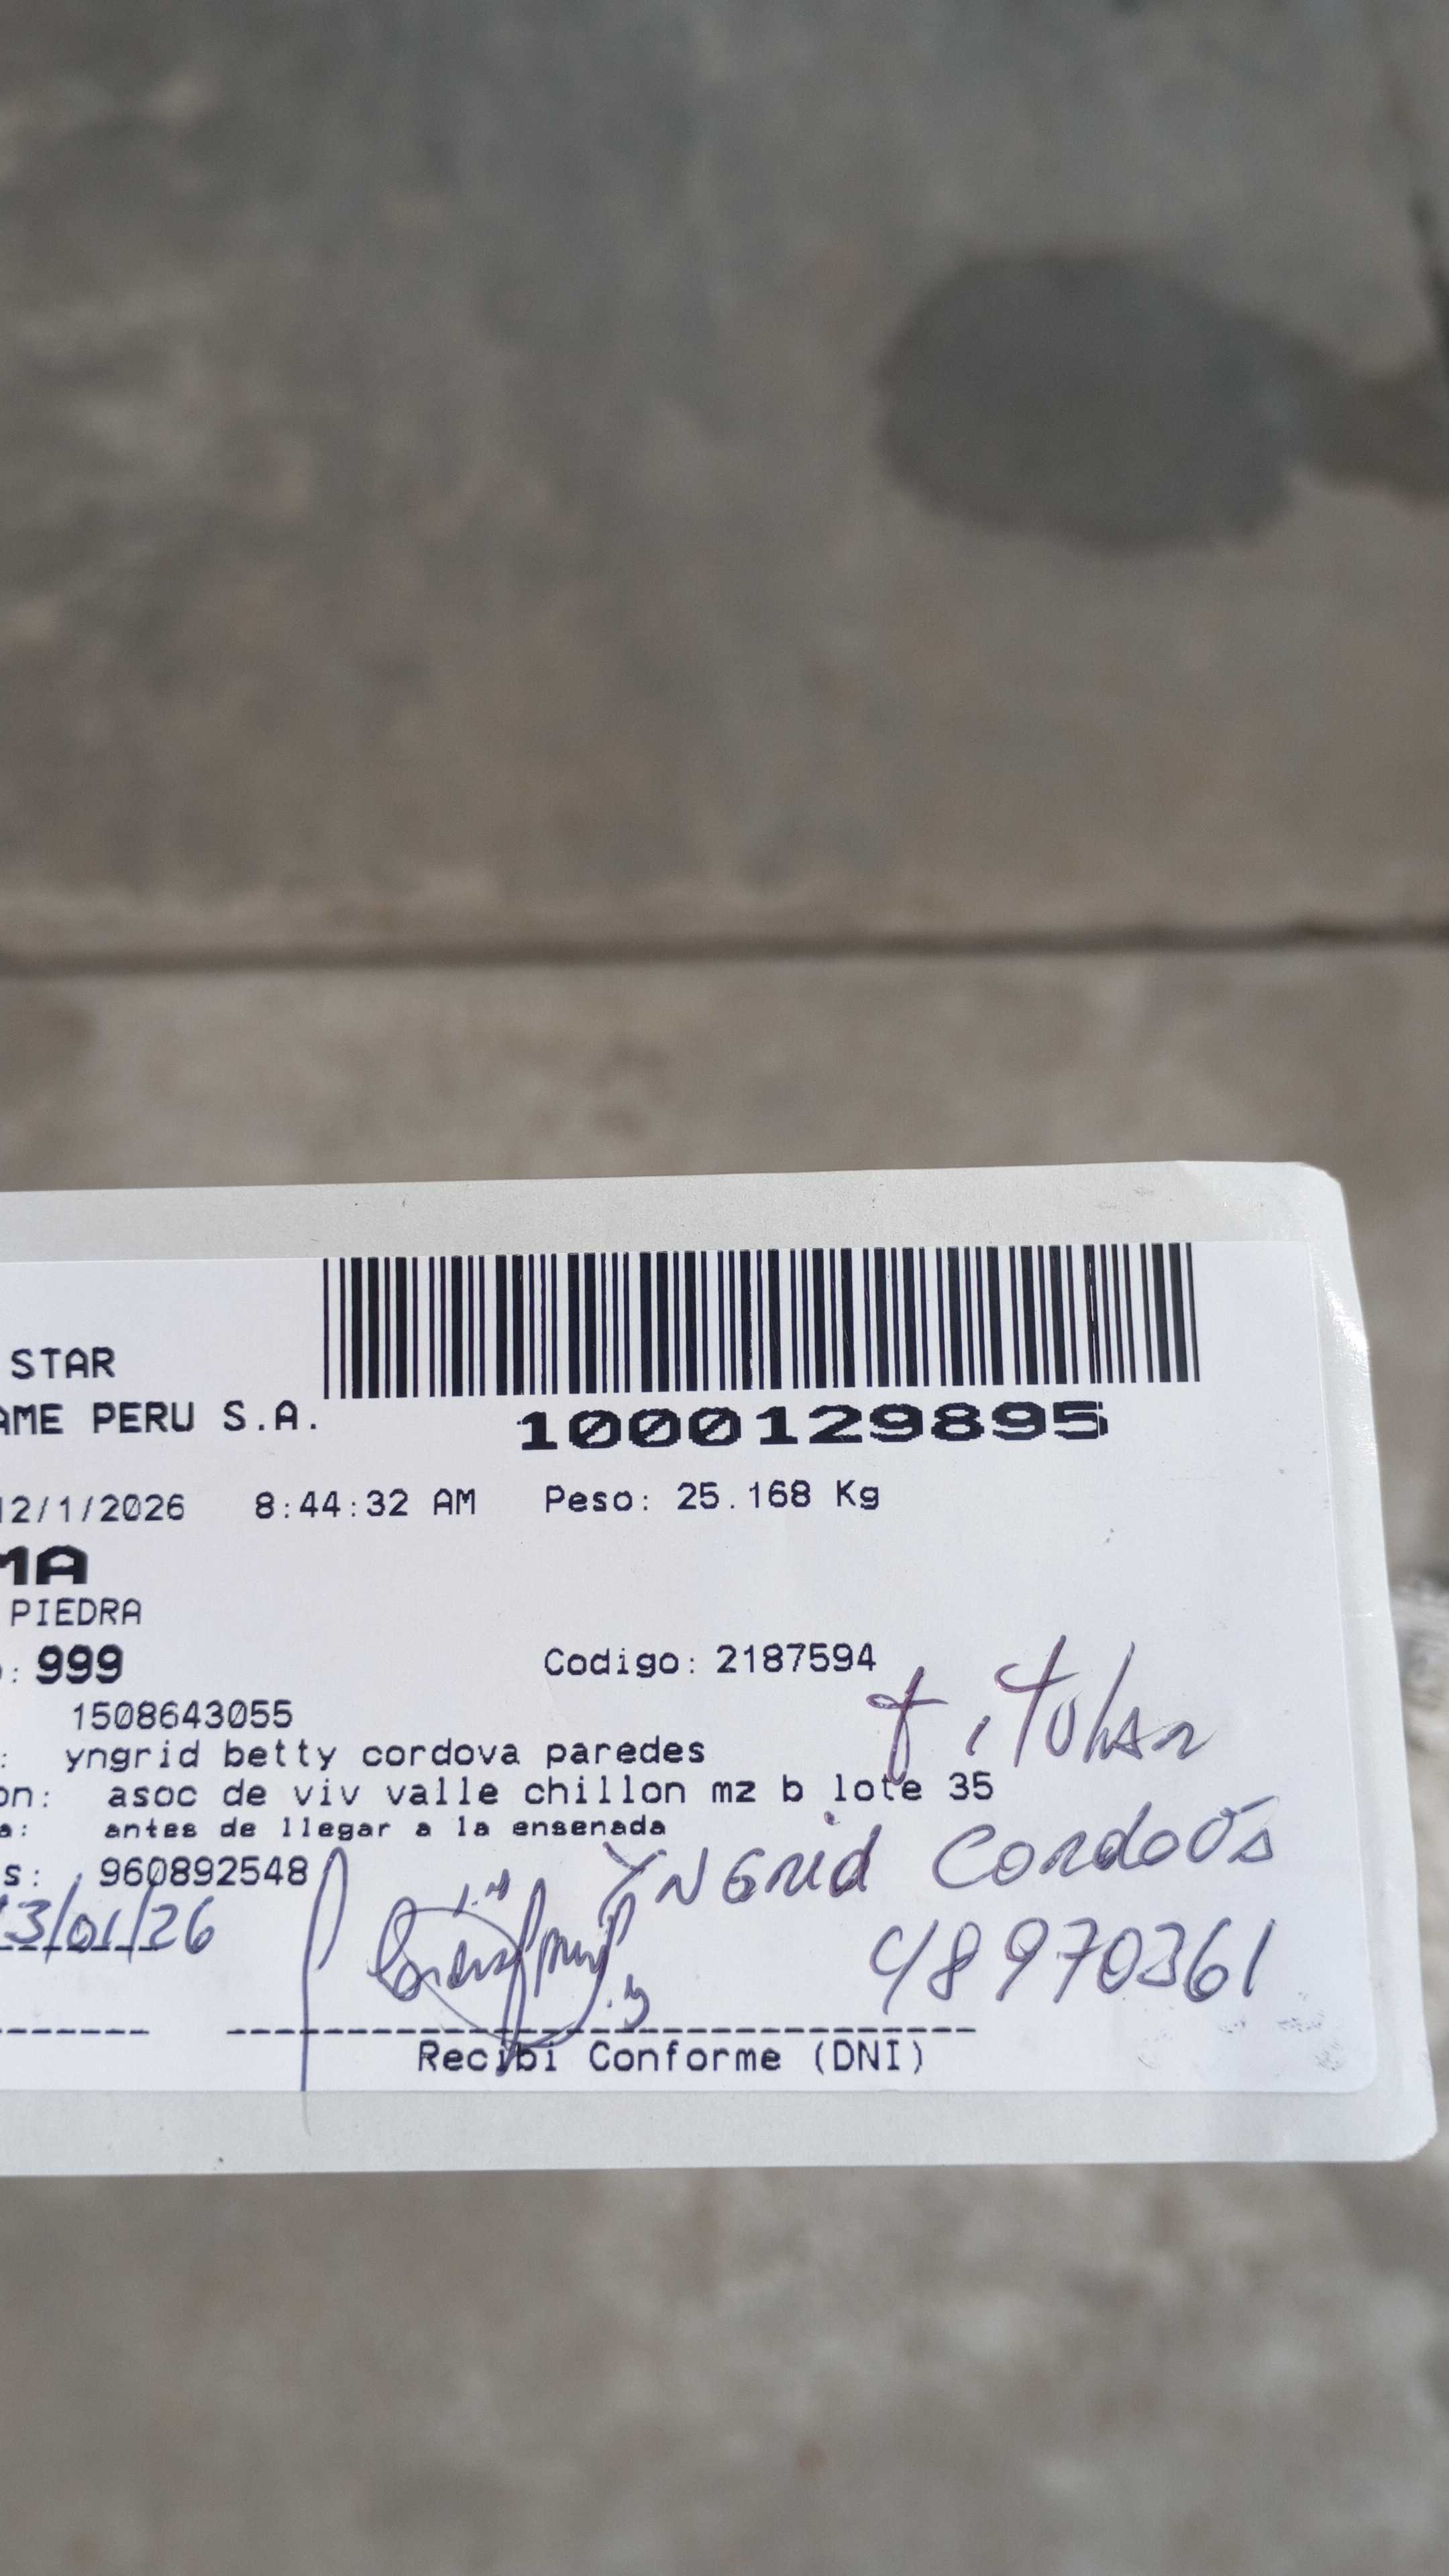 STAR
AME PERU S.A.
1000129895
12/1/2026 8:44:32 AM Peso: 25.168 Kg
MA
PIEDRA
: 999 Codigo: 2187594
1508643055
titular
: yngrid betty cordova paredes
on: asoc de viv valle chillon mz b lote 35
a: antes de llegar a la ensenada
s: 960892548
YNGrid Cordova
13/01/26
48970361
Recibi Conforme (DNI)